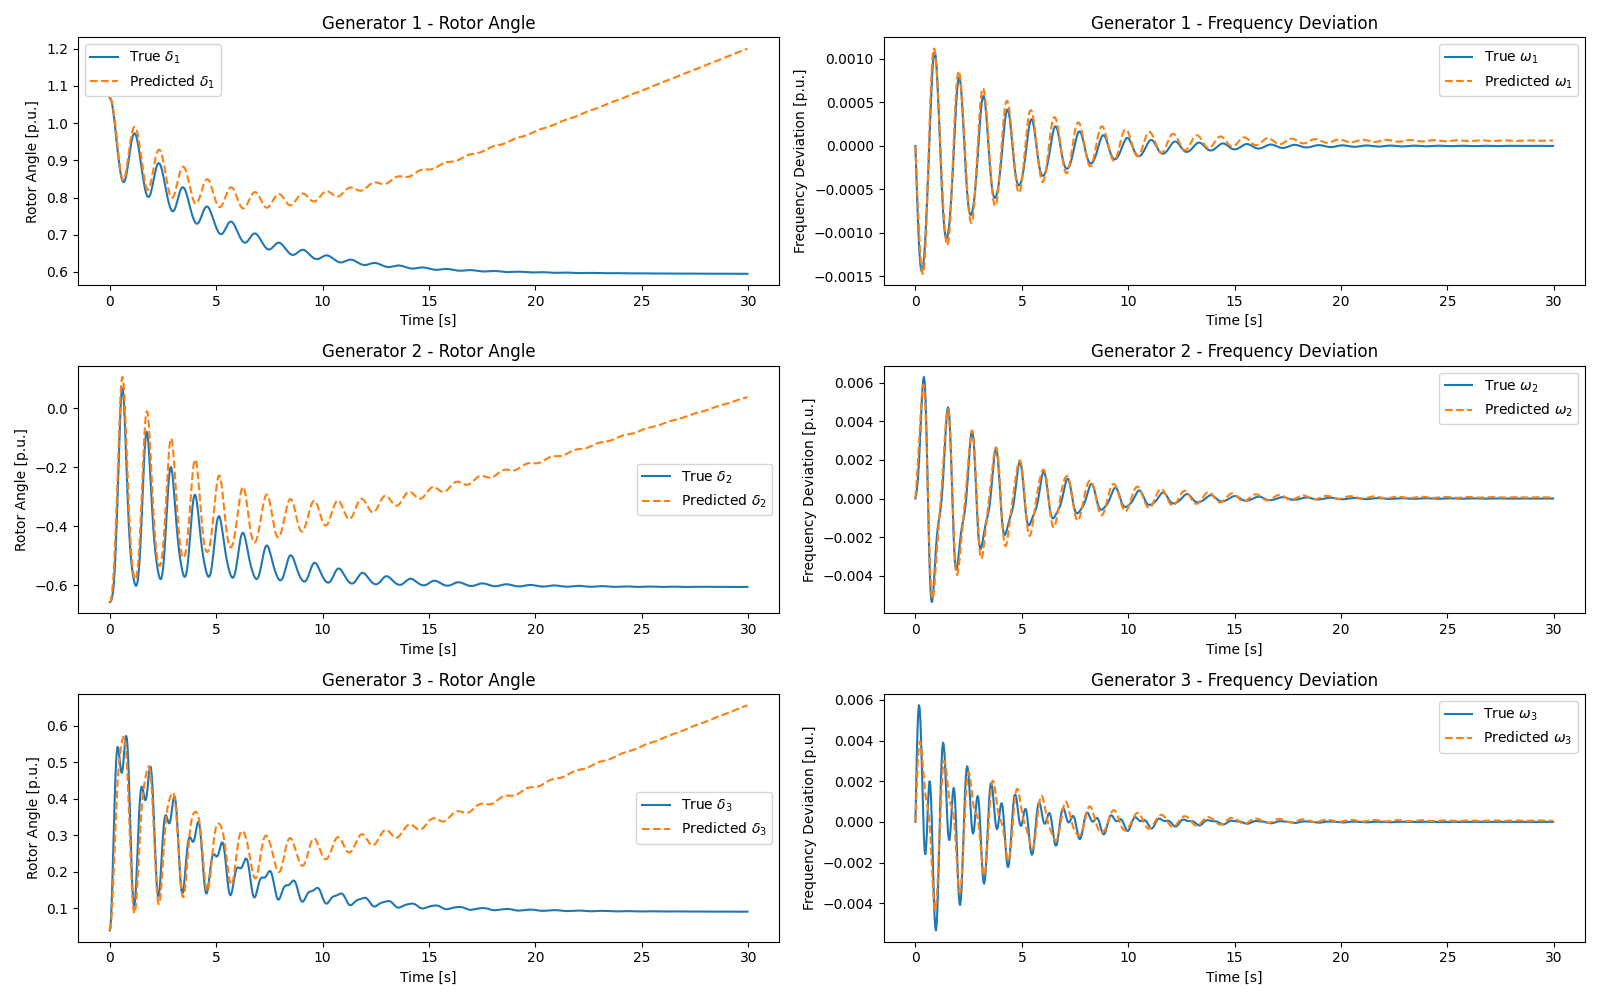 Generator 1 - Rotor Angle
Rotor Angle [p.u.]
1.2
1.1
1.0
0.9
0.8
0.7
0.6
True δ₁
Predicted δ₁
0 5 10 15 20 25 30
Time [s]
Generator 1 - Frequency Deviation
Frequency Deviation [p.u.]
0.0010
0.0005
0.0000
−0.0005
−0.0010
−0.0015
True ω₁
Predicted ω₁
0 5 10 15 20 25 30
Time [s]
Generator 2 - Rotor Angle
Rotor Angle [p.u.]
0.0
−0.2
−0.4
−0.6
True δ₂
Predicted δ₂
0 5 10 15 20 25 30
Time [s]
Generator 2 - Frequency Deviation
Frequency Deviation [p.u.]
0.006
0.004
0.002
0.000
−0.002
−0.004
True ω₂
Predicted ω₂
0 5 10 15 20 25 30
Time [s]
Generator 3 - Rotor Angle
Rotor Angle [p.u.]
0.6
0.5
0.4
0.3
0.2
0.1
True δ₃
Predicted δ₃
0 5 10 15 20 25 30
Time [s]
Generator 3 - Frequency Deviation
Frequency Deviation [p.u.]
0.006
0.004
0.002
0.000
−0.002
−0.004
True ω₃
Predicted ω₃
0 5 10 15 20 25 30
Time [s]